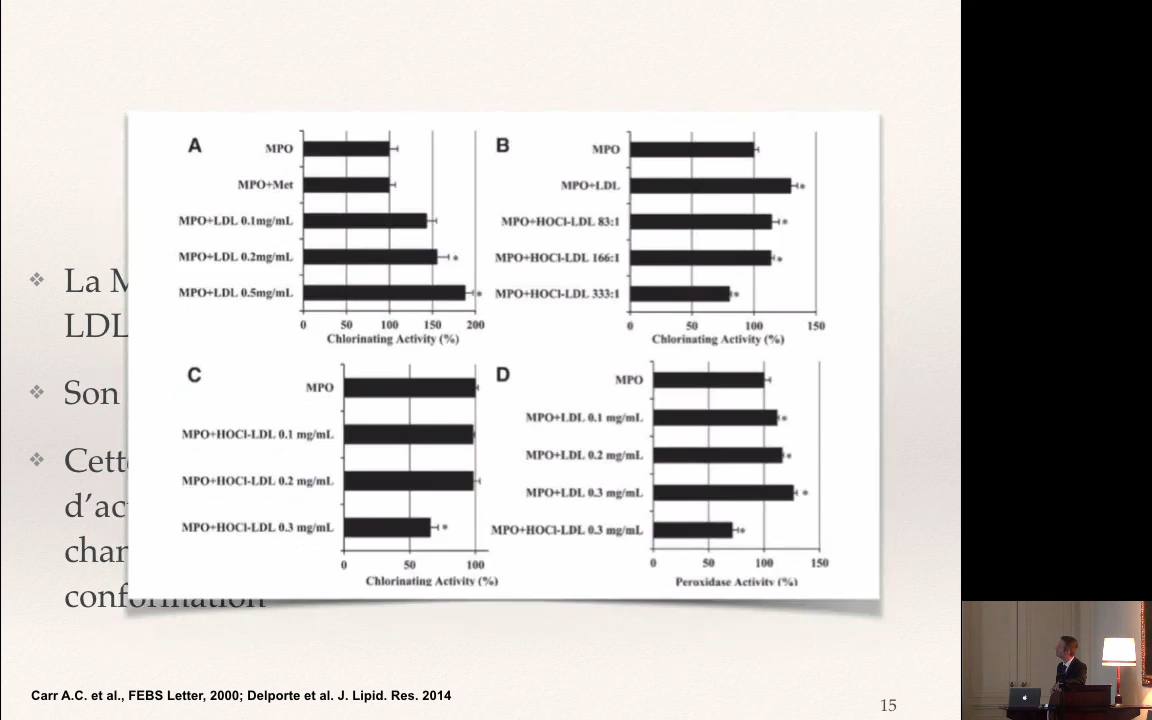 A
MPO
MPO+Met
MPO+LDL 0.1mg/mL
MPO+LDL 0.2mg/mL
MPO+LDL 0.5mg/mL
0 50 100 150 200
Chlorinating Activity (%)
B
MPO
MPO+LDL
MPO+HOCl-LDL 83:1
MPO+HOCl-LDL 166:1
MPO+HOCl-LDL 333:1
0 50 100 150
Chlorinating Activity (%)
C
MPO
MPO+HOCl-LDL 0.1 mg/mL
MPO+HOCl-LDL 0.2 mg/mL
MPO+HOCl-LDL 0.3 mg/mL
0 50 100
Chlorinating Activity (%)
D
MPO
MPO+LDL 0.1 mg/mL
MPO+LDL 0.2 mg/mL
MPO+LDL 0.3 mg/mL
MPO+HOCl-LDL 0.3 mg/mL
0 50 100 150
Peroxidase Activity (%)
La
LDL
Son
conformation
Carr A.C. et al., FEBS Letter, 2000; Delporte et al. J. Lipid. Res. 2014
15